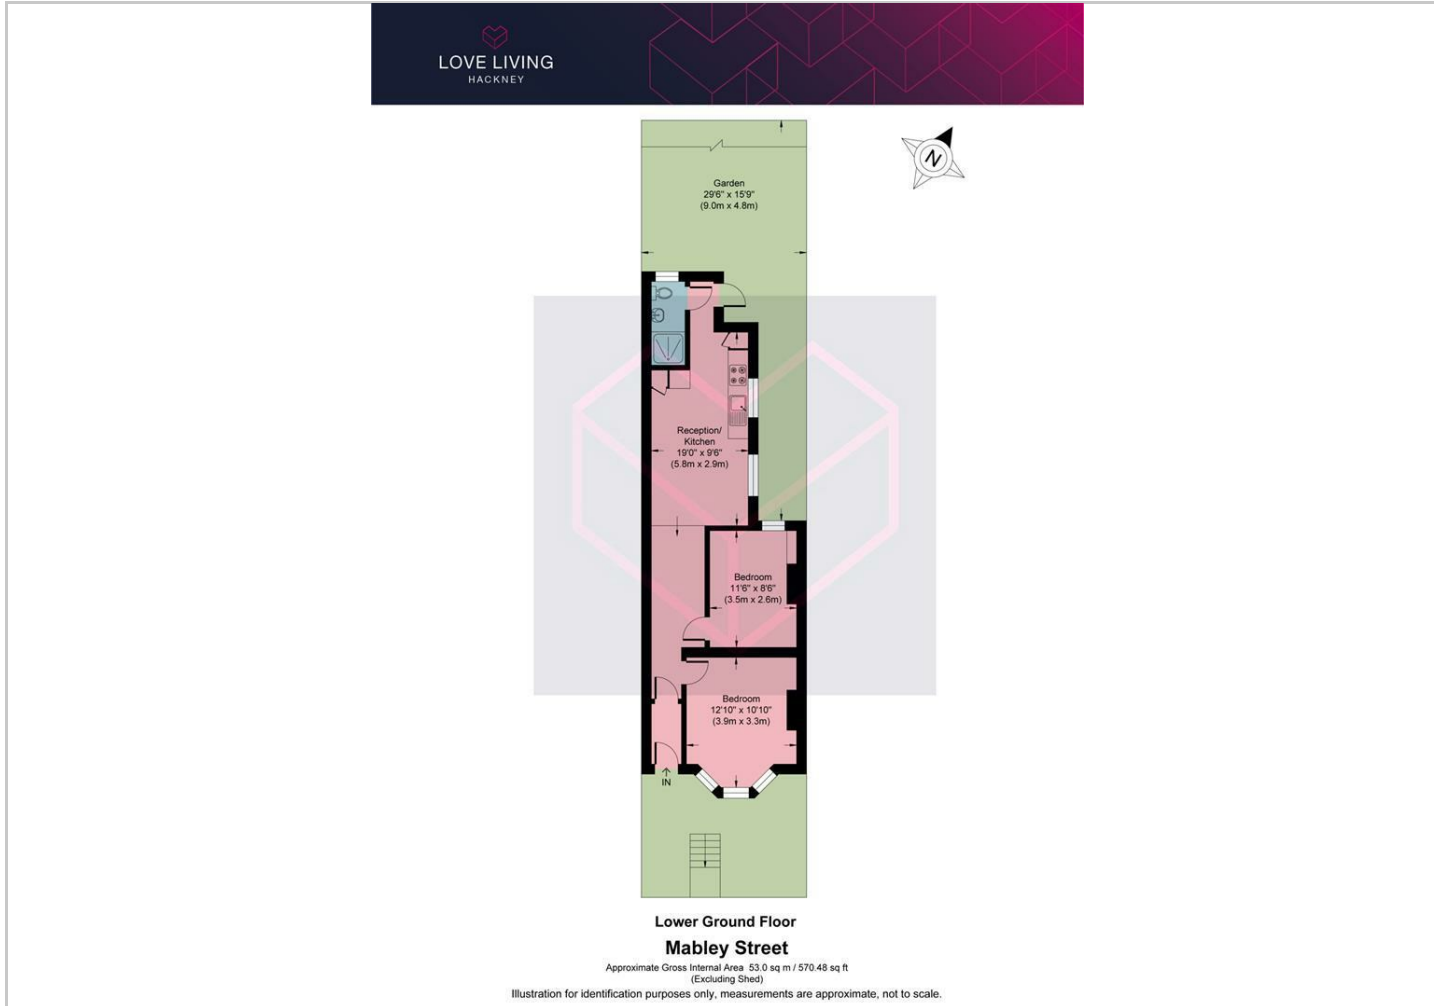 LOVE LIVING
HACKNEY
N
Garden
29'6" x 15'9"
(9.0m x 4.8m)
Reception/
Kitchen
19'0" x 9'6"
(5.8m x 2.9m)
Bedroom
11'6" x 8'6"
(3.5m x 2.6m)
Bedroom
12'10" x 10'10"
(3.9m x 3.3m)
IN
Lower Ground Floor
Mabley Street
Approximate Gross Internal Area 53.0 sq m / 570.48 sq ft
(Excluding Shed)
Illustration for identification purposes only, measurements are approximate, not to scale.